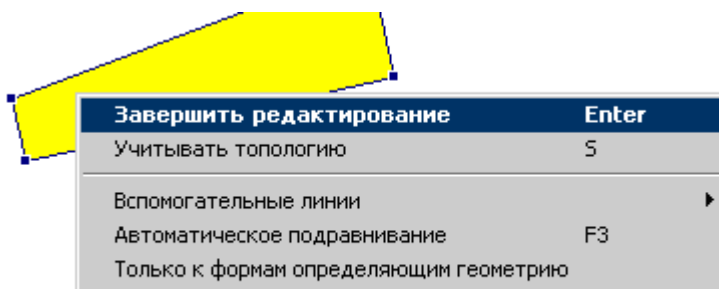 Завершить редактирование Enter
Учитывать топологию S
Вспомогательные линии
Автоматическое подравнивание F3
Только к формам определяющим геометрию